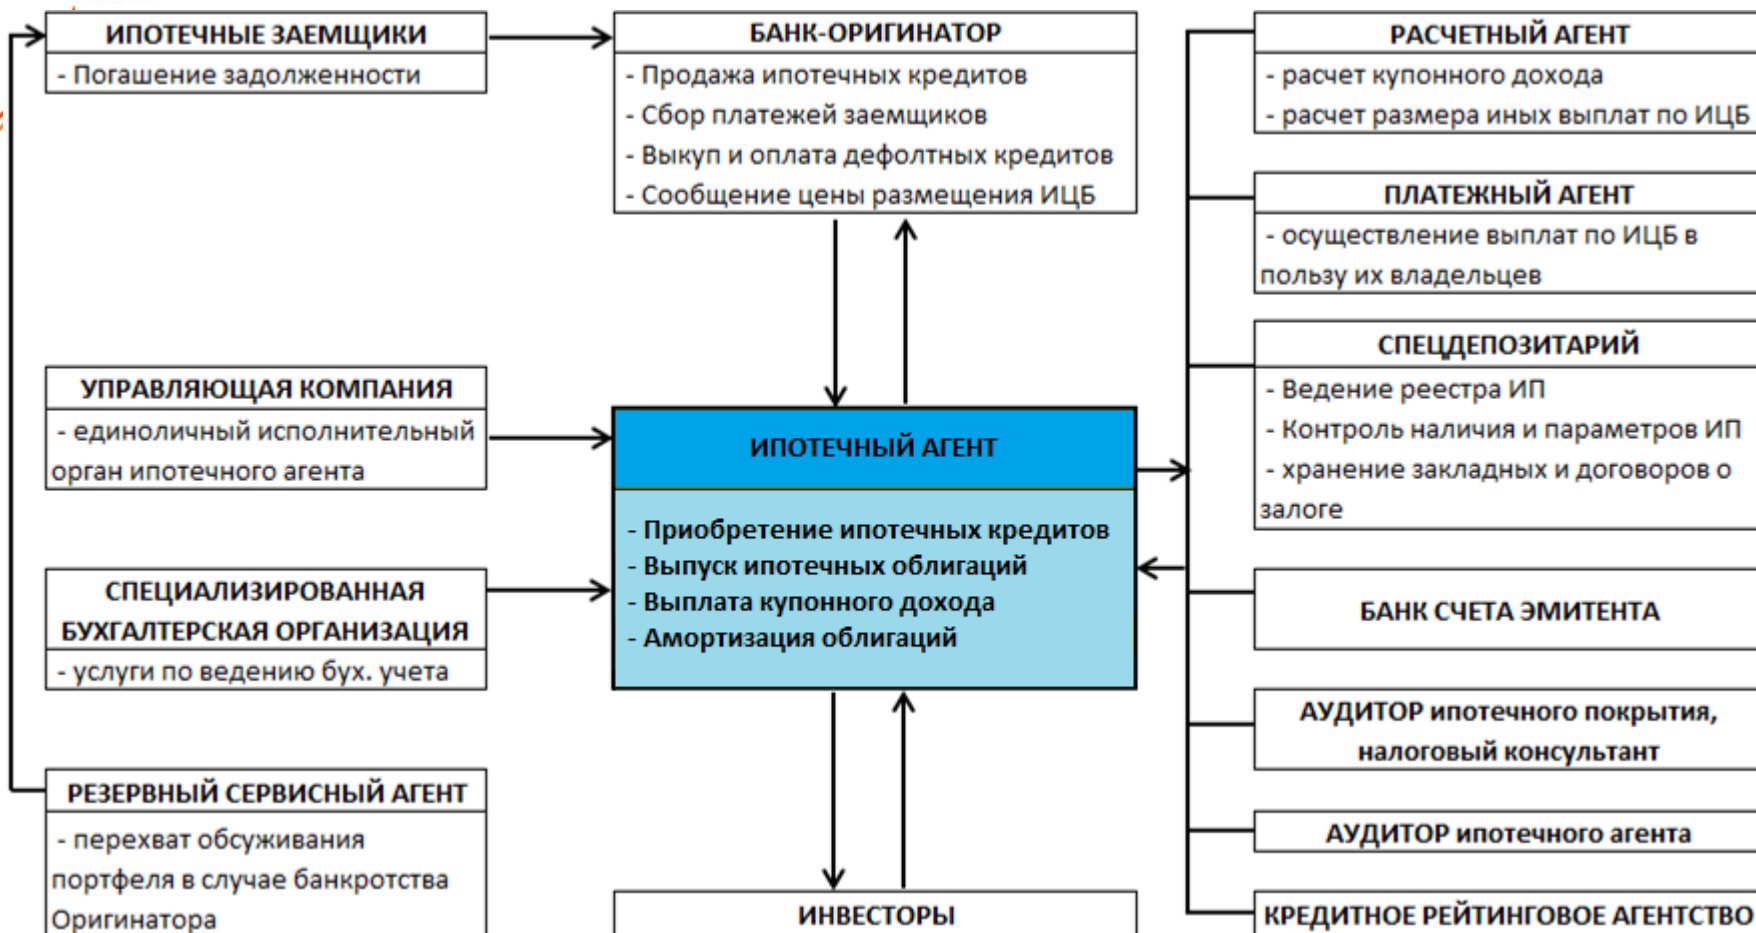 ИПОТЕЧНЫЕ ЗАЕМЩИКИ
- Погашение задолженности
БАНК-ОРИГИНАТОР
- Продажа ипотечных кредитов
- Сбор платежей заемщиков
- Выкуп и оплата дефолтных кредитов
- Сообщение цены размещения ИЦБ
РАСЧЕТНЫЙ АГЕНТ
- расчет купонного дохода
- расчет размера иных выплат по ИЦБ
ПЛАТЕЖНЫЙ АГЕНТ
- осуществление выплат по ИЦБ в
пользу их владельцев
СПЕЦДЕПОЗИТАРИЙ
- Ведение реестра ИП
- Контроль наличия и параметров ИП
- хранение закладных и договоров о
залоге
УПРАВЛЯЮЩАЯ КОМПАНИЯ
- единоличный исполнительный
орган ипотечного агента
ИПОТЕЧНЫЙ АГЕНТ
- Приобретение ипотечных кредитов
- Выпуск ипотечных облигаций
- Выплата купонного дохода
- Амортизация облигаций
СПЕЦИАЛИЗИРОВАННАЯ
БУХГАЛТЕРСКАЯ ОРГАНИЗАЦИЯ
- услуги по ведению бух. учета
БАНК СЧЕТА ЭМИТЕНТА
АУДИТОР ипотечного покрытия,
налоговый консультант
РЕЗЕРВНЫЙ СЕРВИСНЫЙ АГЕНТ
- перехват обсуживания
портфеля в случае банкротства
Оригинатора
АУДИТОР ипотечного агента
ИНВЕСТОРЫ
КРЕДИТНОЕ РЕЙТИНГОВОЕ АГЕНТСТВО